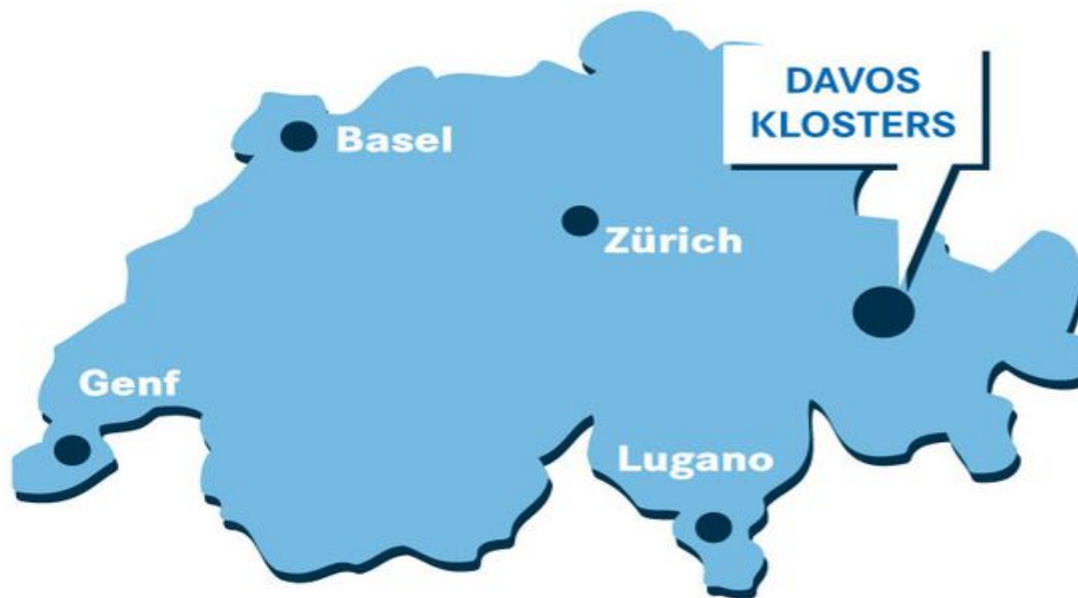 DAVOS
KLOSTERS
Basel
Zürich
Genf
Lugano